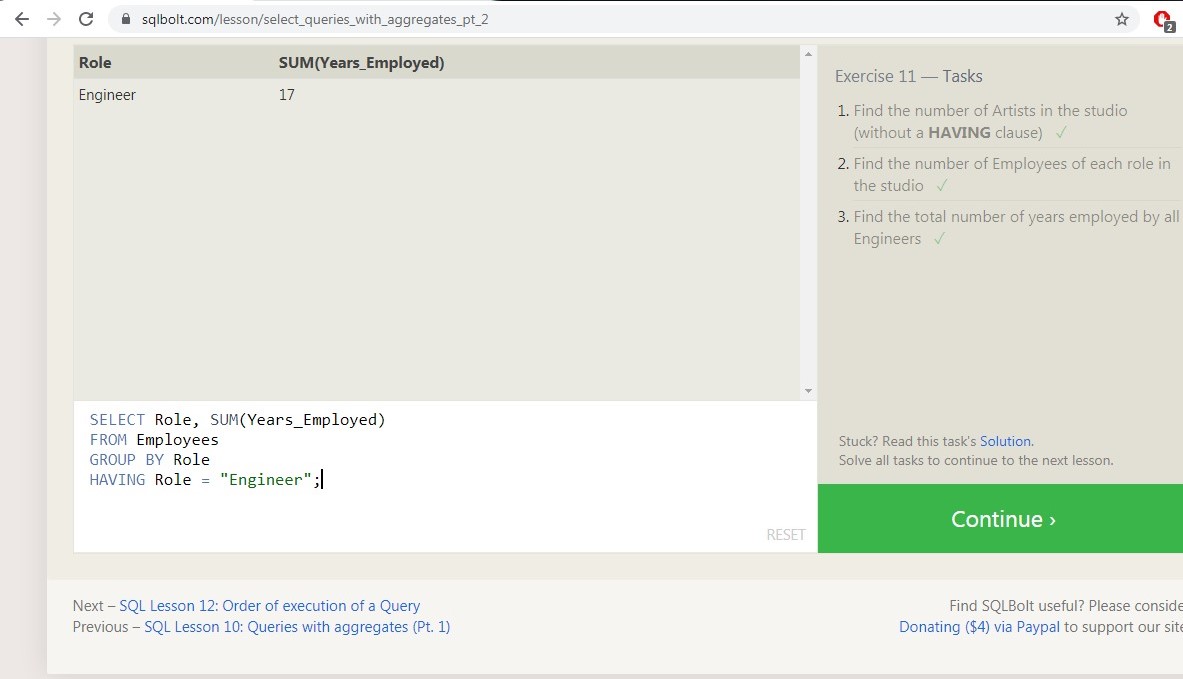 sqlbolt.com/lesson/select_queries_with_aggregates_pt_2
2
Role SUM(Years_Employed)
Engineer 17
SELECT Role, SUM(Years_Employed)
FROM Employees
GROUP BY Role
HAVING Role = "Engineer";
RESET
Exercise 11 — Tasks
1. Find the number of Artists in the studio
(without a HAVING clause) ✓
2. Find the number of Employees of each role in
the studio ✓
3. Find the total number of years employed by all
Engineers ✓
Stuck? Read this task's Solution.
Solve all tasks to continue to the next lesson.
Continue ›
Next – SQL Lesson 12: Order of execution of a Query
Previous – SQL Lesson 10: Queries with aggregates (Pt. 1)
Find SQLBolt useful? Please conside
Donating ($4) via Paypal to support our site